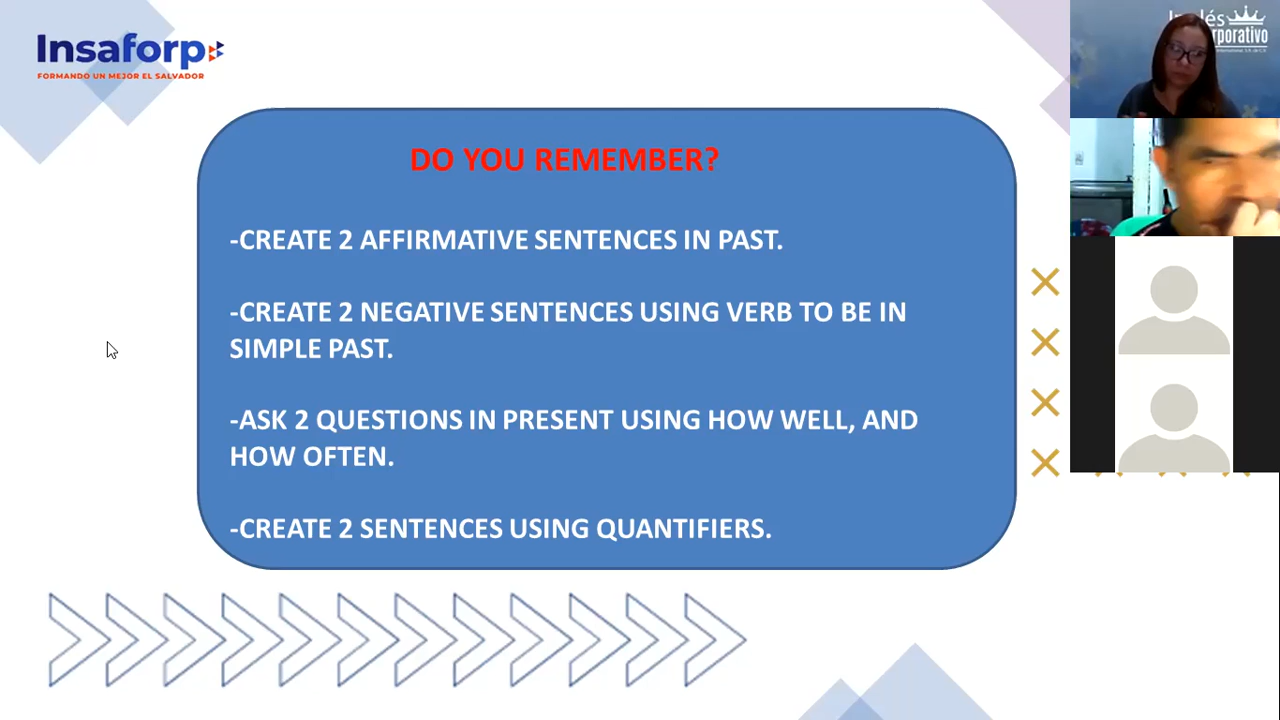 Insaforp
FORMANDO UN MEJOR EL SALVADOR
DO YOU REMEMBER?
-CREATE 2 AFFIRMATIVE SENTENCES IN PAST.
-CREATE 2 NEGATIVE SENTENCES USING VERB TO BE IN
SIMPLE PAST.
-ASK 2 QUESTIONS IN PRESENT USING HOW WELL, AND
HOW OFTEN.
-CREATE 2 SENTENCES USING QUANTIFIERS.